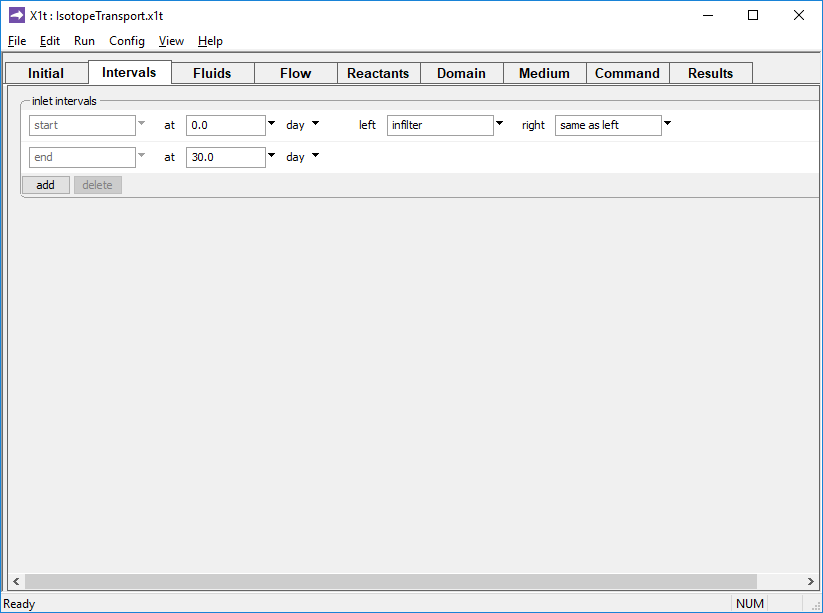 X1t : IsotopeTransport.x1t
File Edit Run Config View Help
Initial Intervals Fluids Flow Reactants Domain Medium Command Results
inlet intervals
start at 0.0 day left infilter right same as left
end at 30.0 day
add delete
Ready NUM